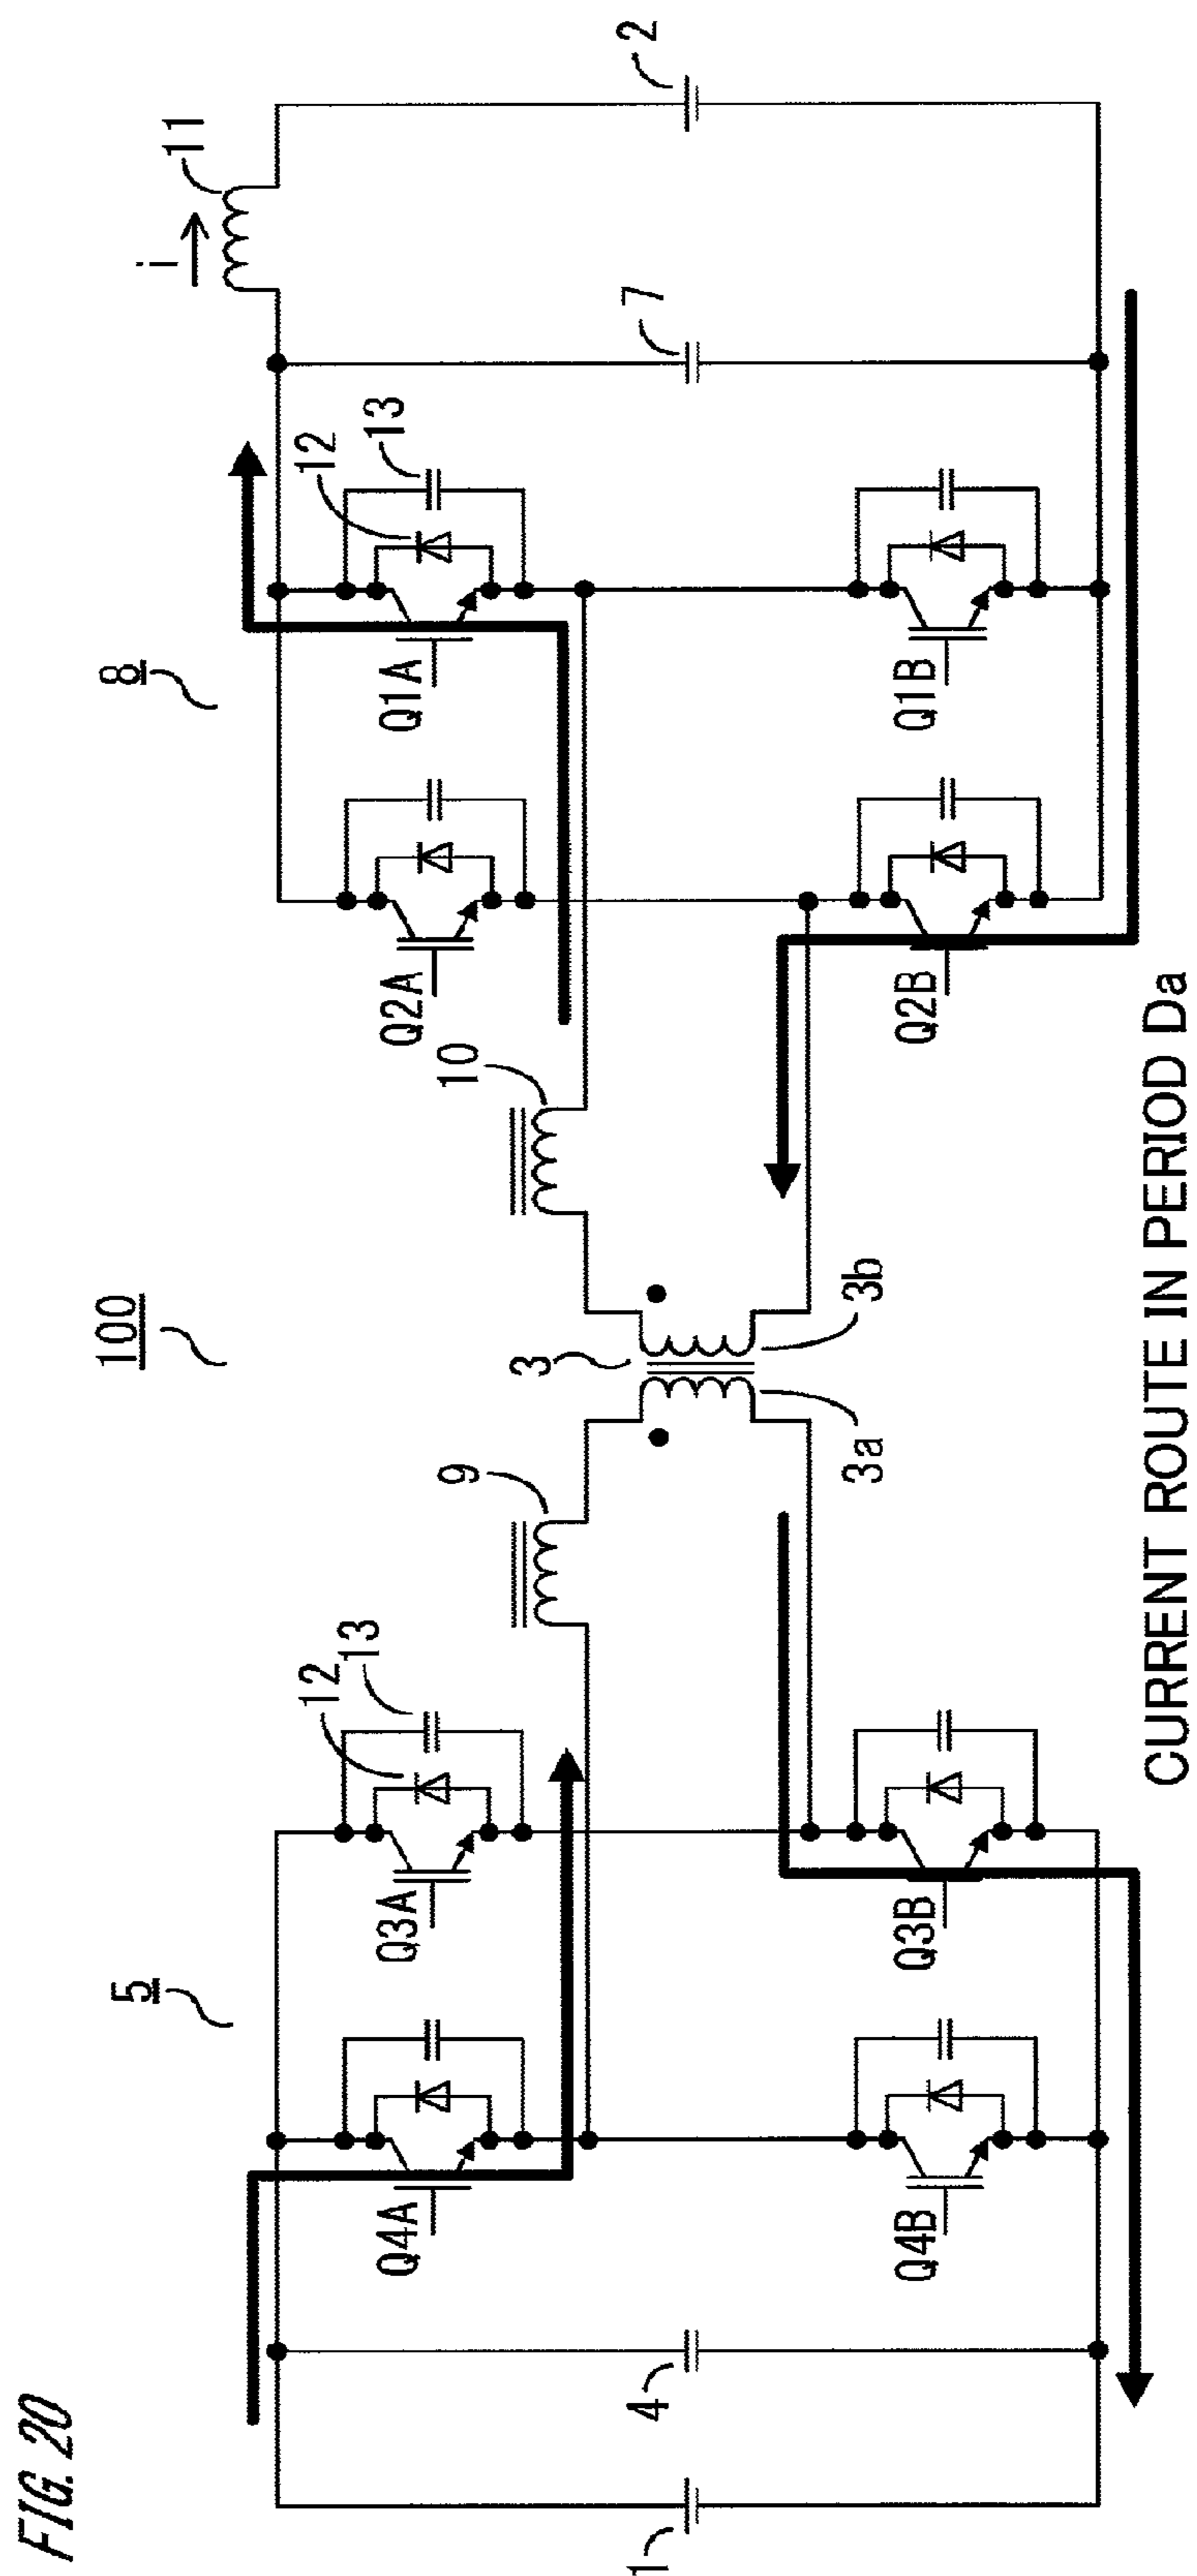 FIG. 20
100
5
8
i
11
12
13
12
13
Q4A
Q3A
9
10
Q2A
Q1A
1
4
3
7
2
3a
3b
Q4B
Q3B
Q2B
Q1B
CURRENT ROUTE IN PERIOD Da